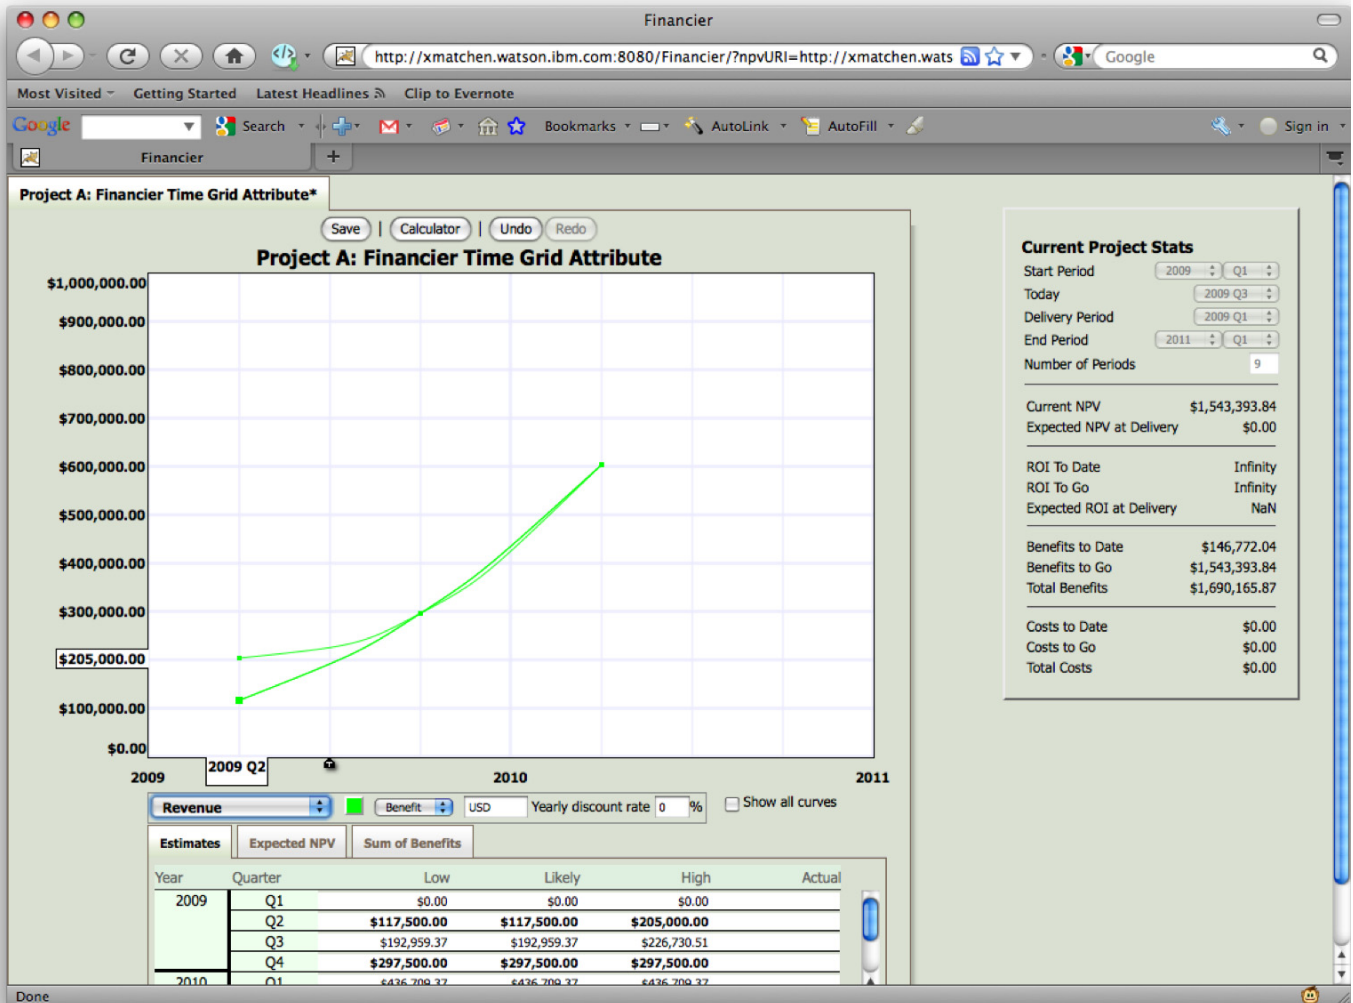 Financier
http://xmatchen.watson.ibm.com:8080/Financier/?npvURI=http://xmatchen.wats
Google
Most Visited Getting Started Latest Headlines Clip to Evernote
Google Search Bookmarks AutoLink AutoFill Sign in
Financier +
Project A: Financier Time Grid Attribute*
Save | Calculator | Undo Redo
Project A: Financier Time Grid Attribute
$1,000,000.00
$900,000.00
$800,000.00
$700,000.00
$600,000.00
$500,000.00
$400,000.00
$300,000.00
$205,000.00
$100,000.00
$0.00
2009 2009 Q2 2010 2011
Revenue Benefit USD Yearly discount rate 0 % Show all curves
Estimates Expected NPV Sum of Benefits
Year Quarter Low Likely High Actual
2009 Q1 $0.00 $0.00 $0.00
Q2 $117,500.00 $117,500.00 $205,000.00
Q3 $192,959.37 $192,959.37 $226,730.51
Q4 $297,500.00 $297,500.00 $297,500.00
2010 Q1 $436,709.37 $436,709.37 $436,709.37
Current Project Stats
Start Period 2009 Q1
Today 2009 Q3
Delivery Period 2009 Q1
End Period 2011 Q1
Number of Periods 9
Current NPV $1,543,393.84
Expected NPV at Delivery $0.00
ROI To Date Infinity
ROI To Go Infinity
Expected ROI at Delivery NaN
Benefits to Date $146,772.04
Benefits to Go $1,543,393.84
Total Benefits $1,690,165.87
Costs to Date $0.00
Costs to Go $0.00
Total Costs $0.00
Done